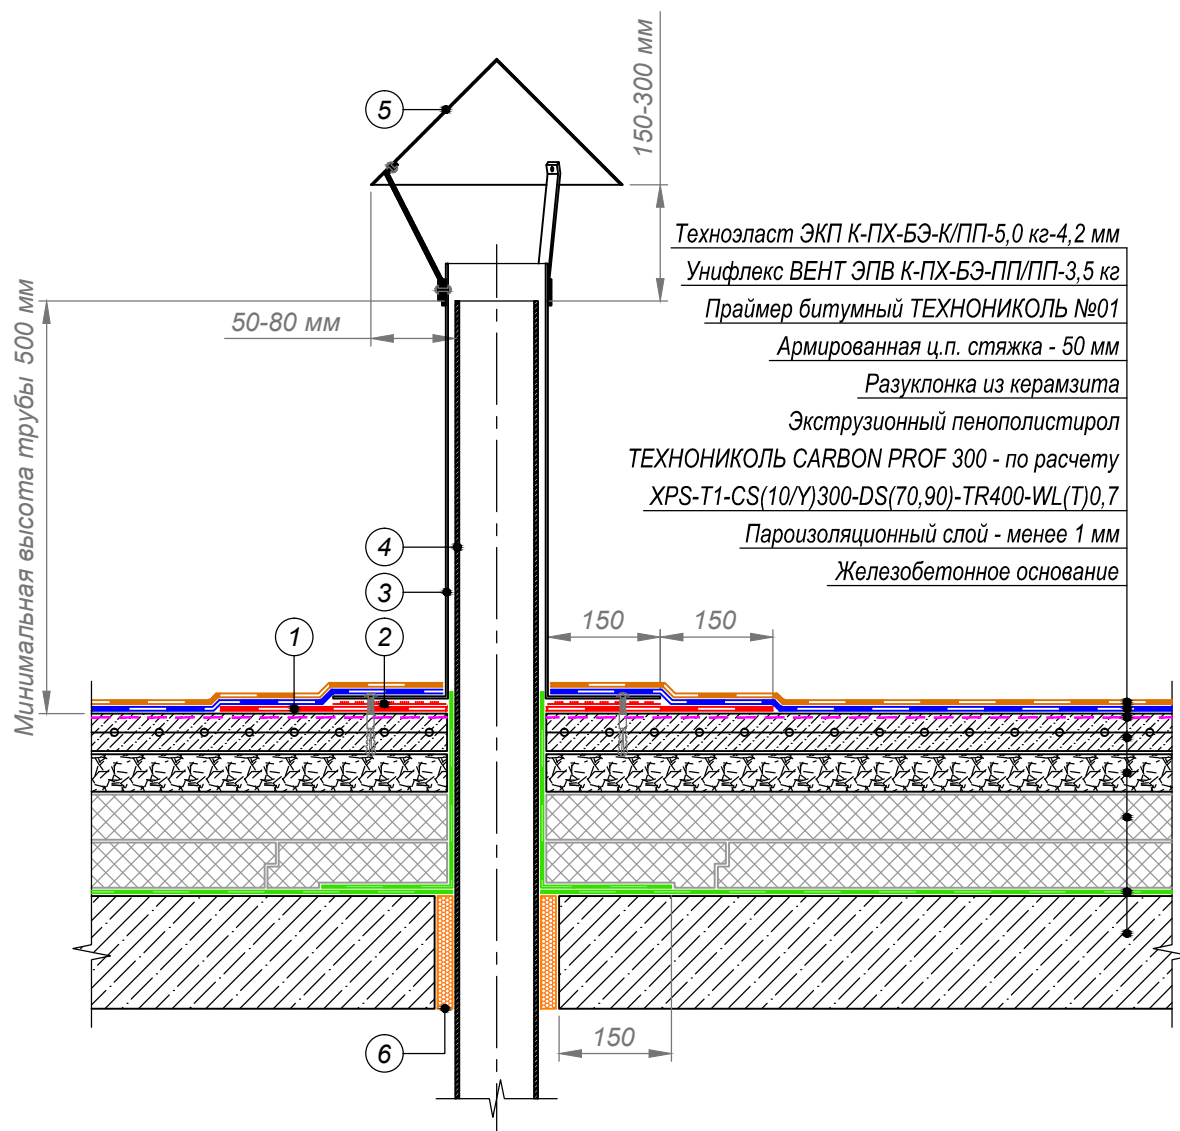 5
150-300 мм
Техноэласт ЭКП К-ПХ-БЭ-К/ПП-5,0 кг-4,2 мм
Унифлекс ВЕНТ ЭПВ К-ПХ-БЭ-ПП/ПП-3,5 кг
Праймер битумный ТЕХНОНИКОЛЬ №01
Армированная ц.п. стяжка - 50 мм
Разуклонка из керамзита
Экструзионный пенополистирол
ТЕХНОНИКОЛЬ CARBON PROF 300 - по расчету
XPS-T1-CS(10/Y)300-DS(70,90)-TR400-WL(T)0,7
Пароизоляционный слой - менее 1 мм
Железобетонное основание
50-80 мм
Минимальная высота трубы 500 мм
4
3
1
2
150
150
6
150